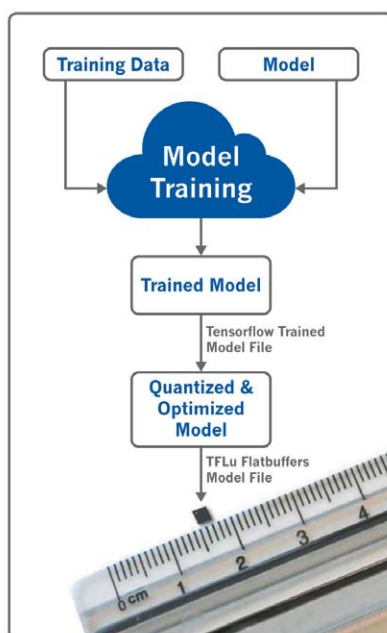 Training Data
Model
Model
Training
Trained Model
Tensorflow Trained
Model File
Quantized &
Optimized
Model
TFLu Flatbuffers
Model File
0 cm 1 2 3 4